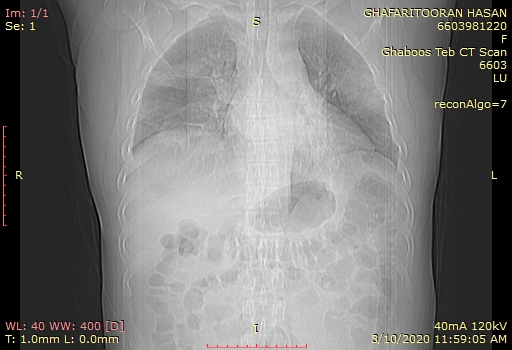 Im: 1/1
Se: 1
S
GHAFARITOORAN HASAN
6603981220
F
Ghaboos Teb CT Scan
6603
LU
reconAlgo=7
R
L
WL: 40 WW: 400 [D]
T: 1.0mm L: 0.0mm
I
40mA 120kV
3/10/2020 11:59:05 AM